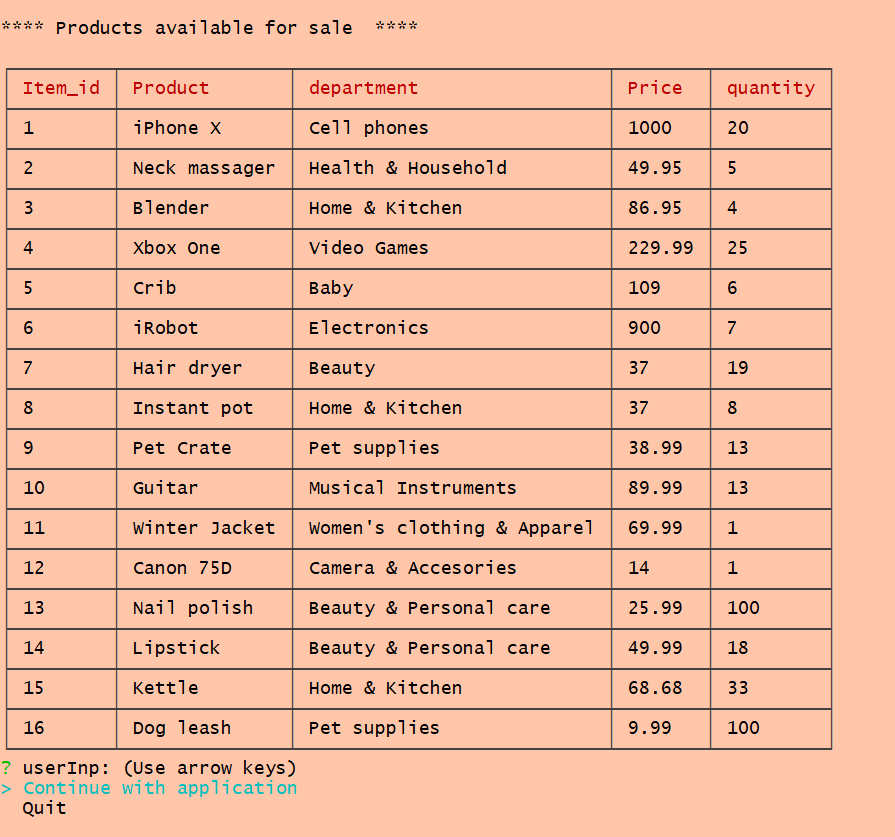 **** Products available for sale  ****
Item_id Product department Price quantity
1 iPhone X Cell phones 1000 20
2 Neck massager Health & Household 49.95 5
3 Blender Home & Kitchen 86.95 4
4 Xbox One Video Games 229.99 25
5 Crib Baby 109 6
6 iRobot Electronics 900 7
7 Hair dryer Beauty 37 19
8 Instant pot Home & Kitchen 37 8
9 Pet Crate Pet supplies 38.99 13
10 Guitar Musical Instruments 89.99 13
11 Winter Jacket Women's clothing & Apparel 69.99 1
12 Canon 75D Camera & Accesories 14 1
13 Nail polish Beauty & Personal care 25.99 100
14 Lipstick Beauty & Personal care 49.99 18
15 Kettle Home & Kitchen 68.68 33
16 Dog leash Pet supplies 9.99 100
? userInp: (Use arrow keys)
> Continue with application
Quit